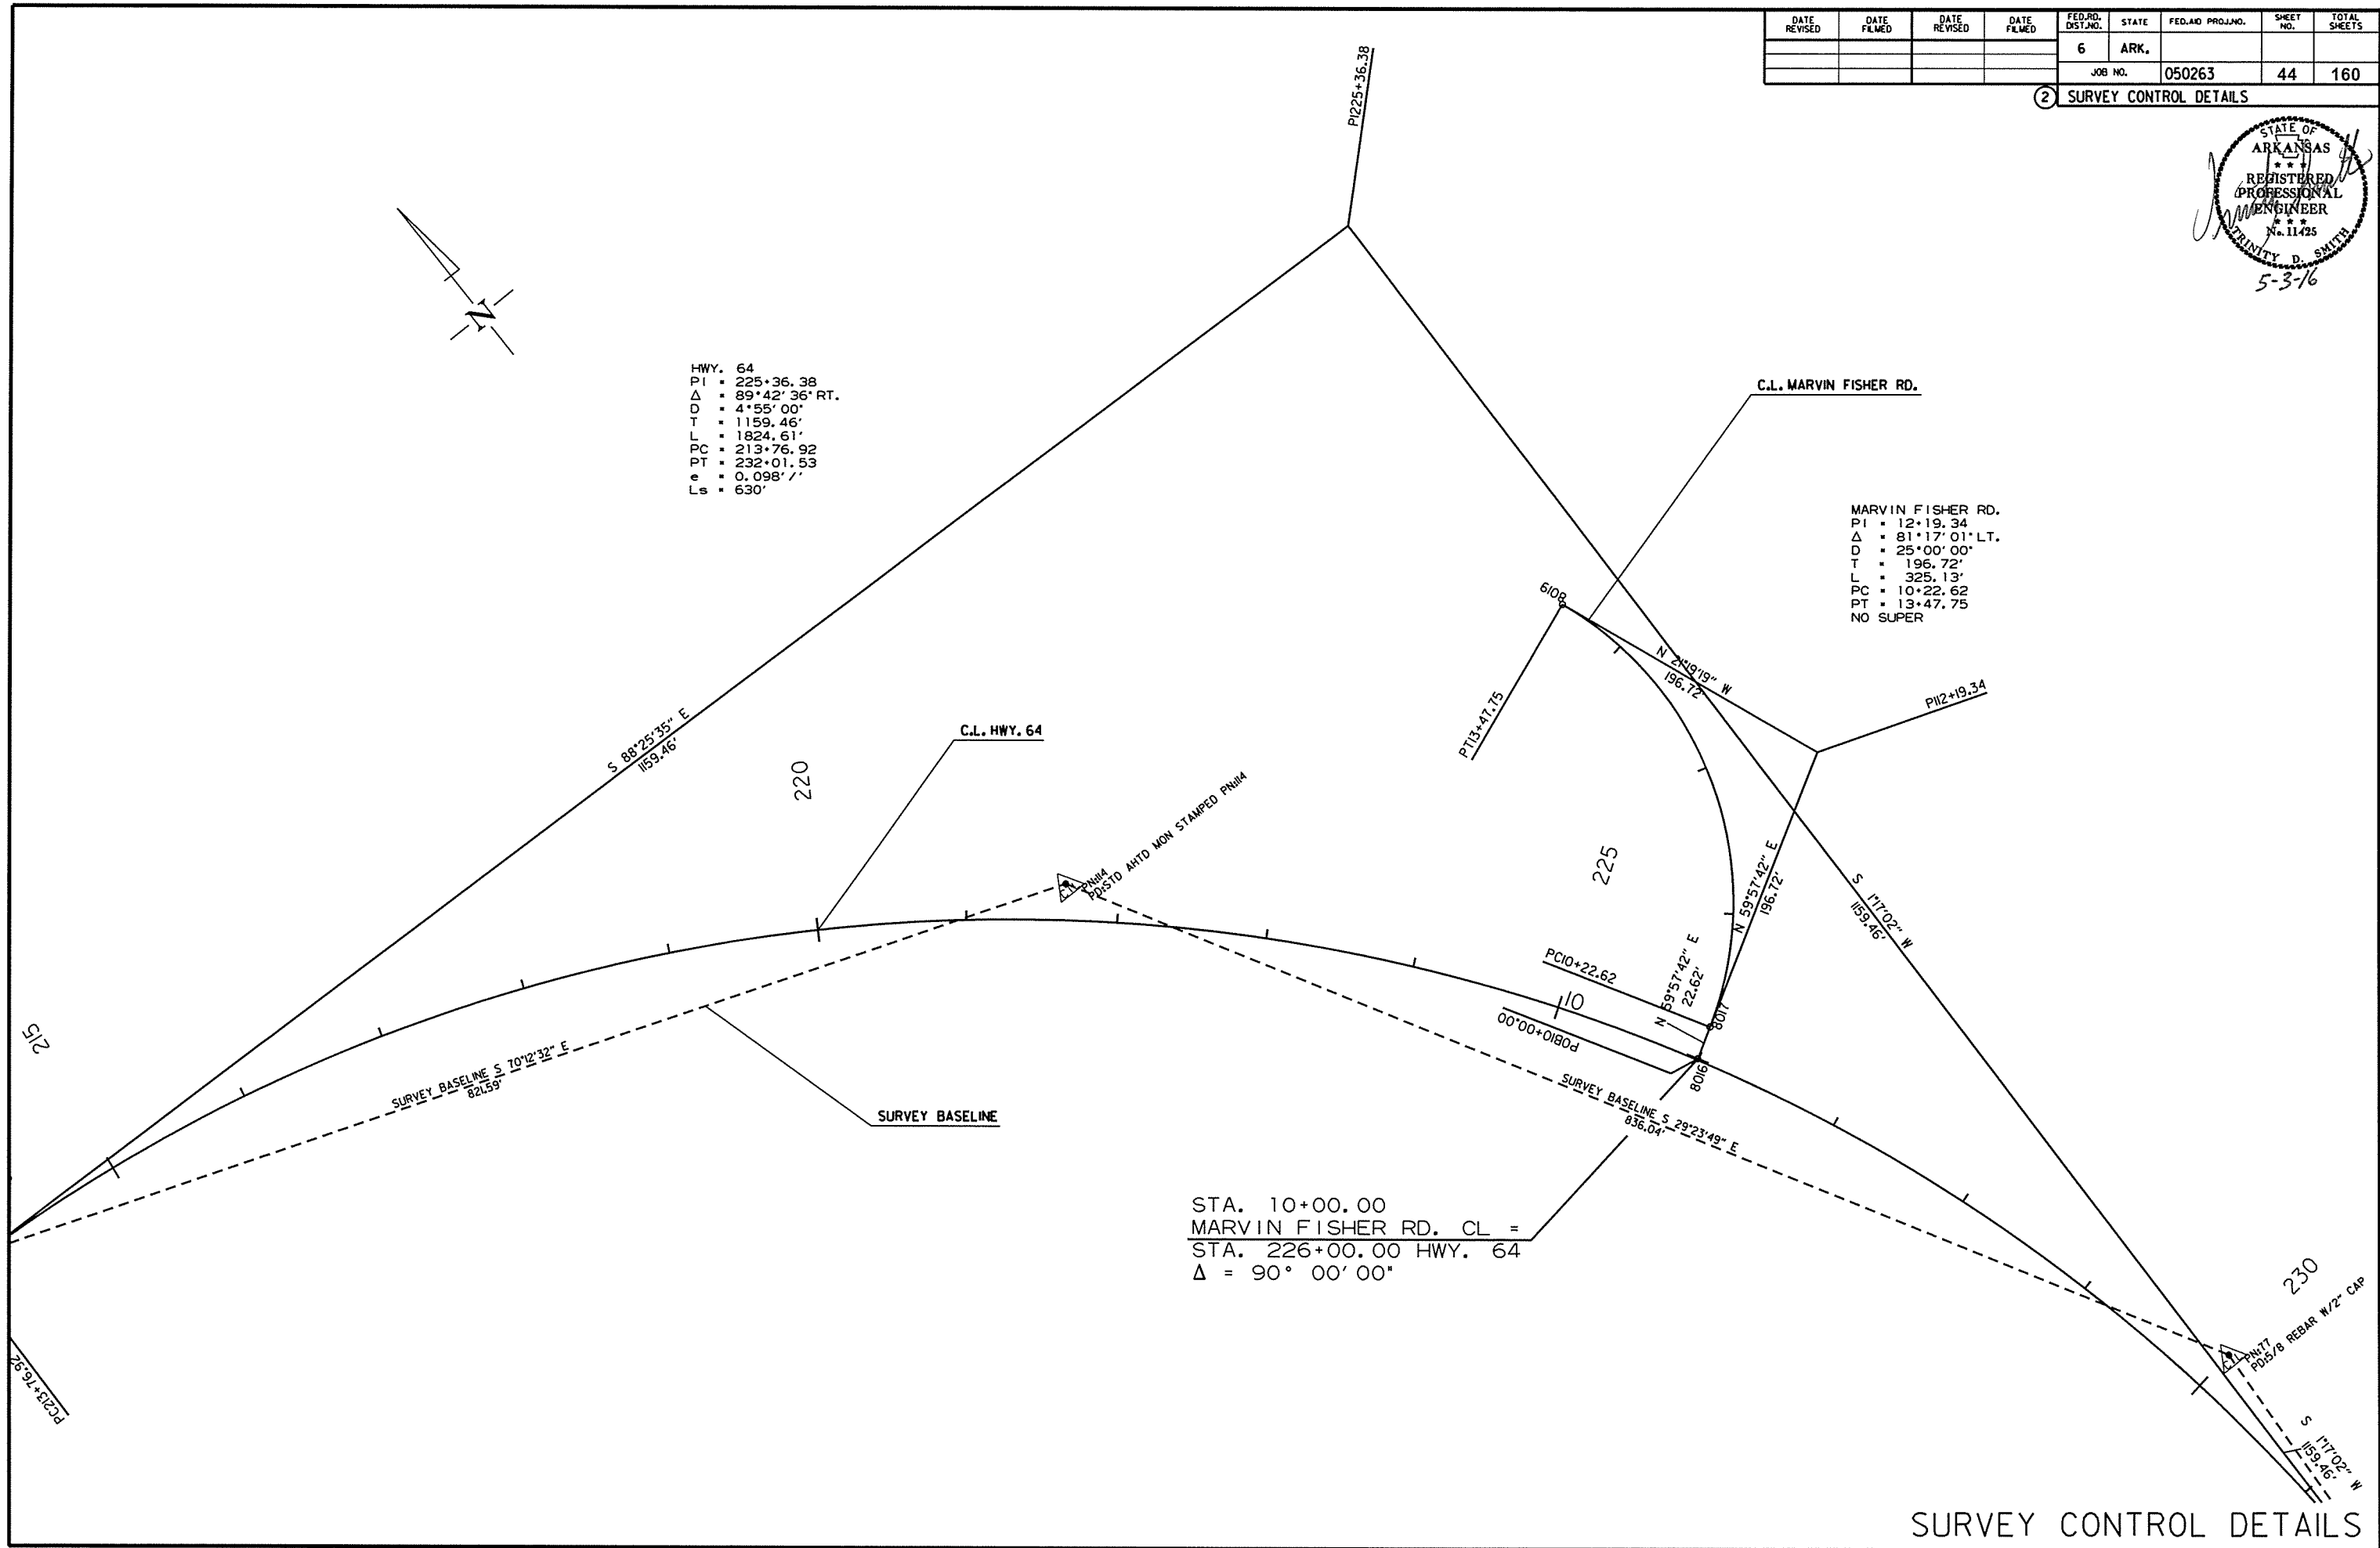 DATE REVISED
DATE FILMED
DATE REVISED
DATE FILMED
FED.RD. DIST.NO.
STATE
FED.AID PROJ.NO.
SHEET NO.
TOTAL SHEETS
6
ARK.
JOB NO.
050263
44
160
2 SURVEY CONTROL DETAILS
STATE OF
ARKANSAS
REGISTERED
PROFESSIONAL
ENGINEER
No. 11425
TRINITY D. SMITH
5-3-16
PI225+36.38
N
HWY. 64
PI = 225+36.38
Δ = 89°42'36" RT.
D = 4°55'00"
T = 1159.46'
L = 1824.61'
PC = 213+76.92
PT = 232+01.53
e = 0.098'/'
Ls = 630'
C.L. MARVIN FISHER RD.
MARVIN FISHER RD.
PI = 12+19.34
Δ = 81°17'01" LT.
D = 25°00'00"
T = 196.72'
L = 325.13'
PC = 10+22.62
PT = 13+47.75
NO SUPER
6108
N 21°19'19" W
196.72'
PI12+19.34
PT13+47.75
S 88°25'35" E
1159.46'
C.L. HWY. 64
220
PN:114
PD:STD AHTD MON STAMPED PN:114
225
N 59°57'42" E
196.72'
S 1°17'02" W
1159.46'
PC10+22.62
N 59°57'42" E
22.62'
10
8017
POB10+00.00
8016
215
SURVEY BASELINE S 70°12'32" E
821.59'
SURVEY BASELINE
SURVEY BASELINE S 29°23'49" E
836.04'
STA. 10+00.00
MARVIN FISHER RD. CL =
STA. 226+00.00 HWY. 64
Δ = 90° 00'00"
230
PN:77
PD:5/8 REBAR W/2" CAP
PC213+76.92
S 1°17'02" W
1159.46'
SURVEY CONTROL DETAILS